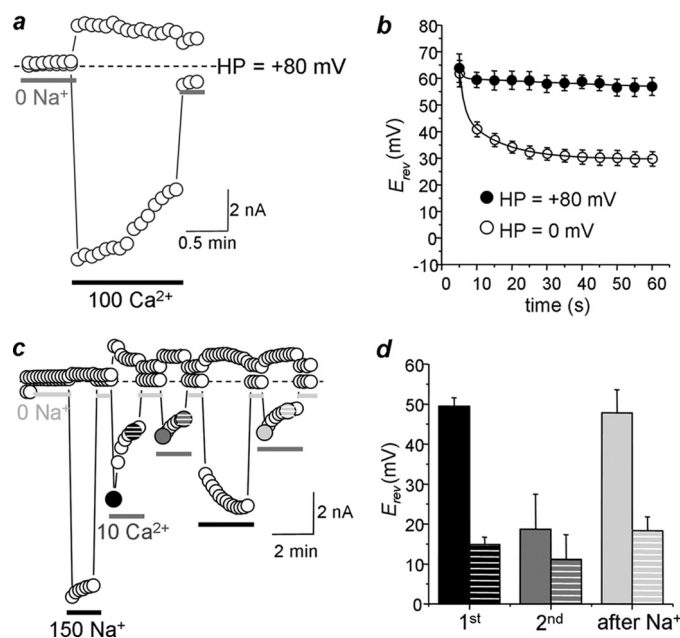 a
HP = +80 mV
0 Na⁺
2 nA
0.5 min
100 Ca²⁺
b
Erev (mV)
70
60
50
40
30
20
10
0
-10
HP = +80 mV
HP = 0 mV
0 10 20 30 40 50 60
time (s)
c
0 Na⁺
10 Ca²⁺
2 nA
2 min
150 Na⁺
d
Erev (mV)
60
50
40
30
20
10
0
1st 2nd after Na⁺